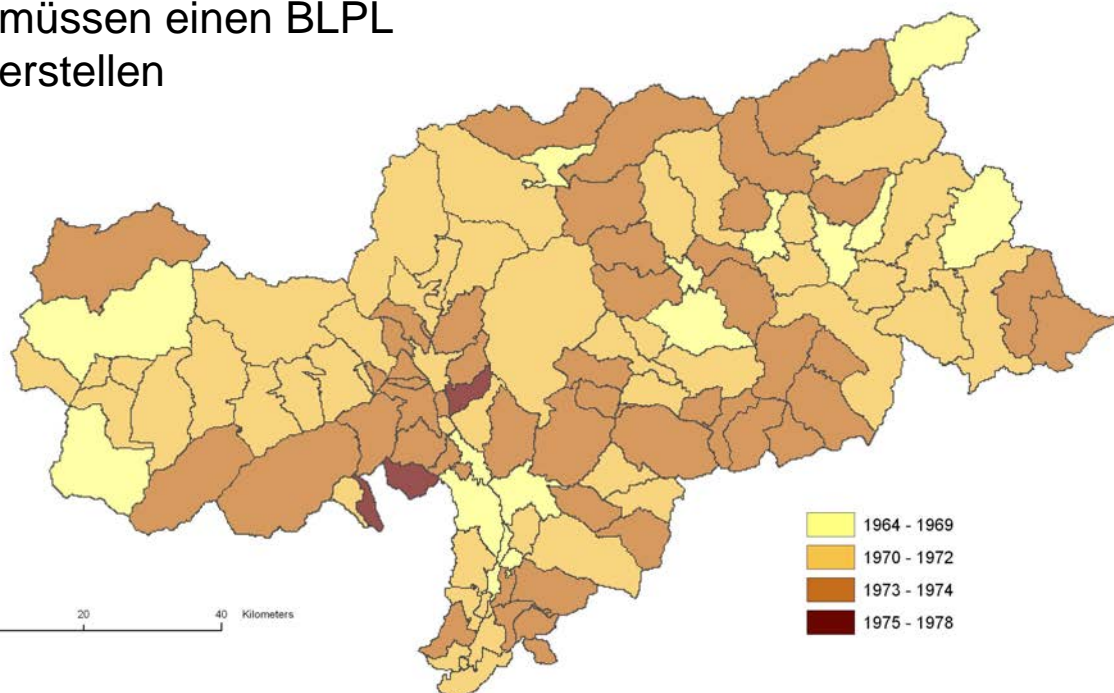 müssen einen BLPL
erstellen
1964 - 1969
1970 - 1972
1973 - 1974
1975 - 1978
20
40 Kilometers